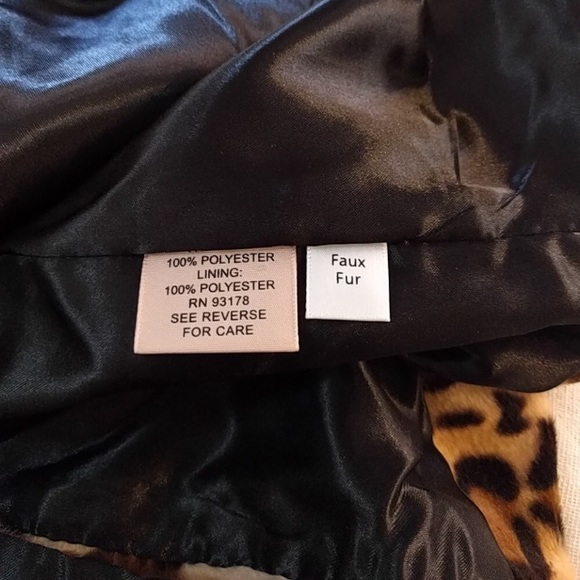 100% POLYESTER
LINING:
100% POLYESTER
RN 93178
SEE REVERSE
FOR CARE
Faux
Fur